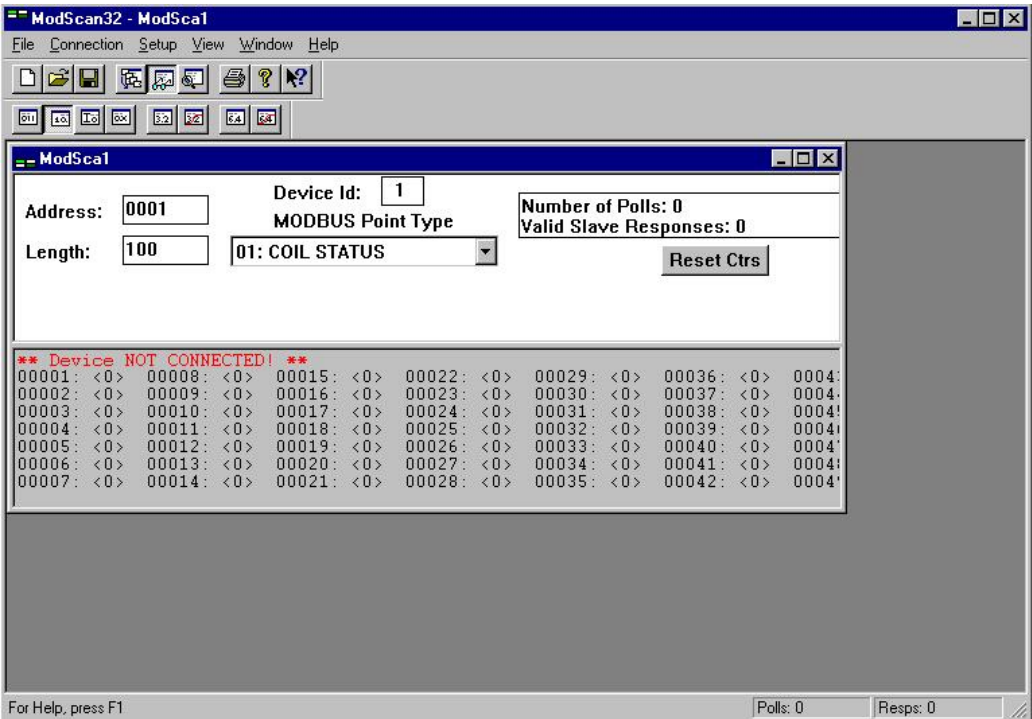 ModScan32 - ModSca1
File Connection Setup View Window Help
ModSca1
Device Id: 1
Address: 0001
MODBUS Point Type
Number of Polls: 0
Valid Slave Responses: 0
Length: 100
01: COIL STATUS
Reset Ctrs
** Device NOT CONNECTED! **
00001: <0> 00008: <0> 00015: <0> 00022: <0> 00029: <0> 00036: <0>
00002: <0> 00009: <0> 00016: <0> 00023: <0> 00030: <0> 00037: <0>
00003: <0> 00010: <0> 00017: <0> 00024: <0> 00031: <0> 00038: <0>
00004: <0> 00011: <0> 00018: <0> 00025: <0> 00032: <0> 00039: <0>
00005: <0> 00012: <0> 00019: <0> 00026: <0> 00033: <0> 00040: <0>
00006: <0> 00013: <0> 00020: <0> 00027: <0> 00034: <0> 00041: <0>
00007: <0> 00014: <0> 00021: <0> 00028: <0> 00035: <0> 00042: <0>
For Help, press F1
Polls: 0
Resps: 0